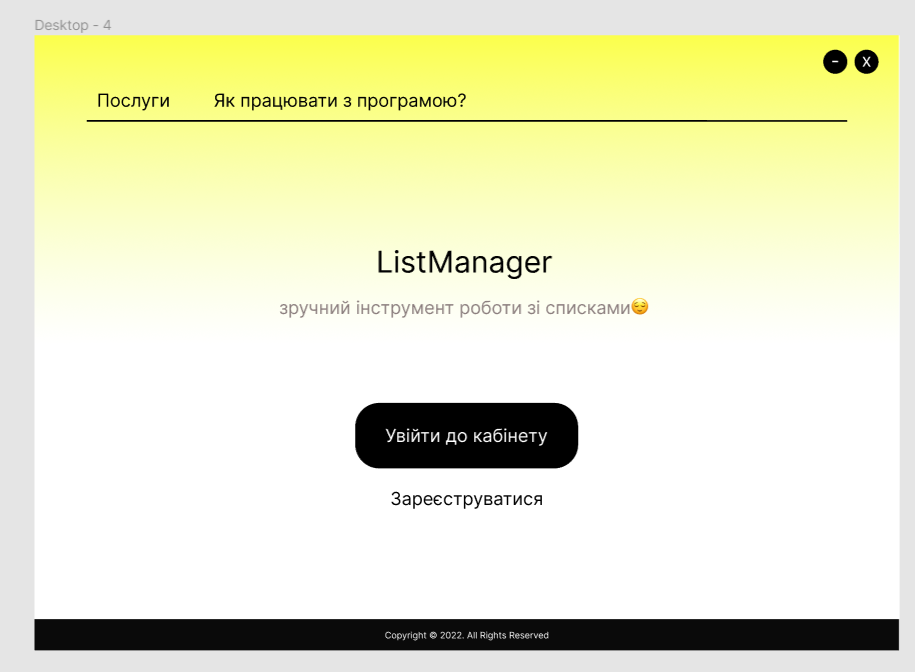 Desktop - 4
- X
Послуги Як працювати з програмою?
ListManager
зручний інструмент роботи зі списками😌
Увійти до кабінету
Зареєструватися
Copyright © 2022. All Rights Reserved